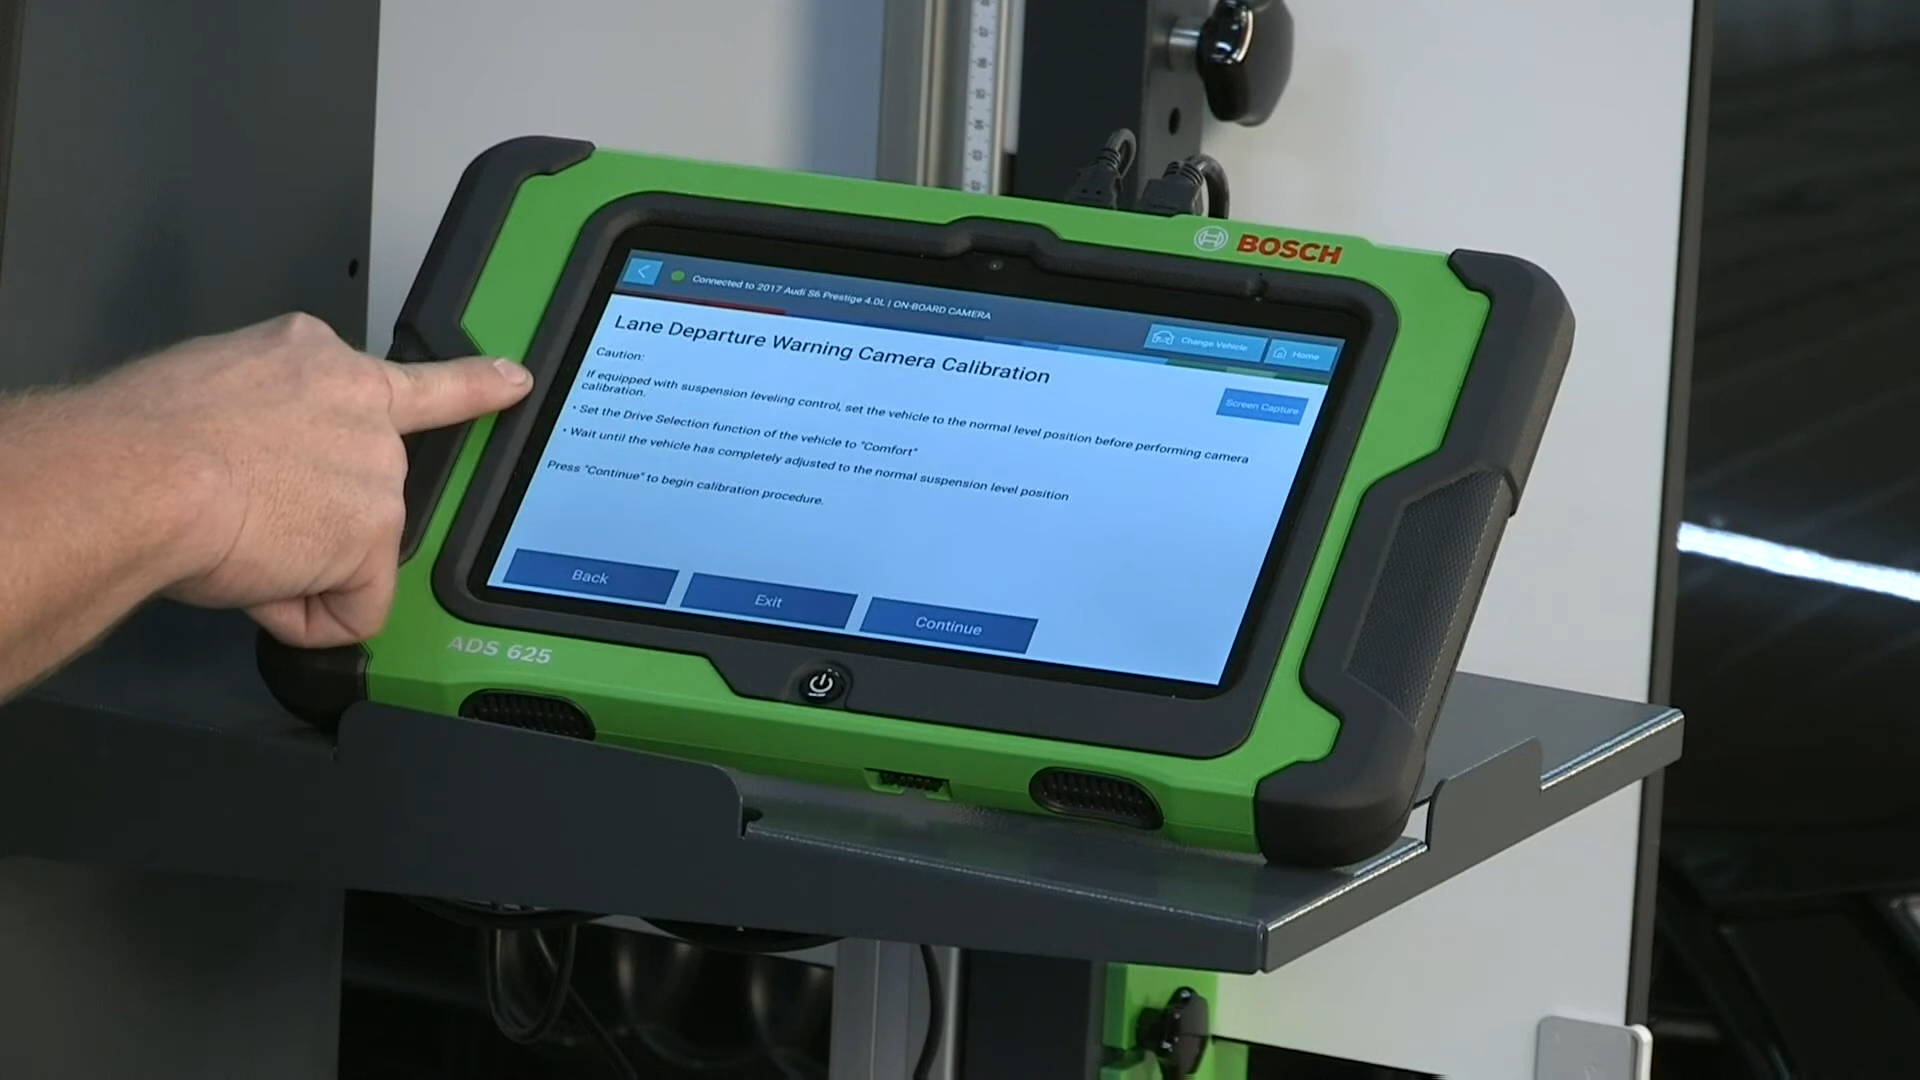 BOSCH
Connected to 2017 Audi S6 Prestige 4.0L | ON-BOARD CAMERA
Change Vehicle
Home
Lane Departure Warning Camera Calibration
Screen Capture
Caution:
If equipped with suspension leveling control, set the vehicle to the normal level position before performing camera
calibration.
• Set the Drive Selection function of the vehicle to "Comfort"
• Wait until the vehicle has completely adjusted to the normal suspension level position
Press "Continue" to begin calibration procedure.
Back
Exit
Continue
ADS 625